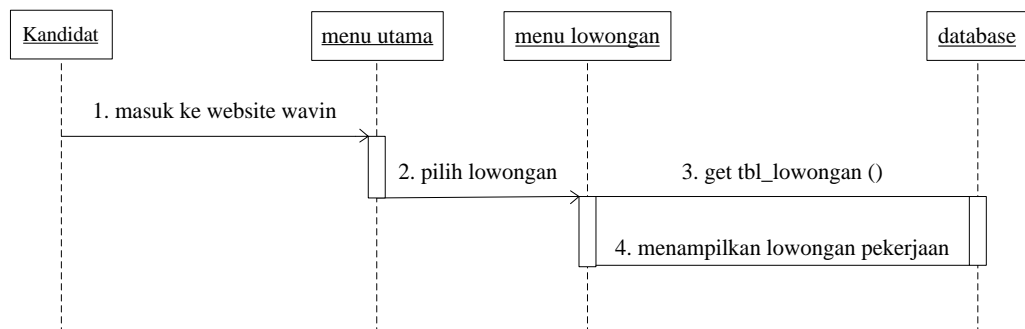 Kandidat
menu utama
menu lowongan
database
1. masuk ke website wavin
2. pilih lowongan
3. get tbl_lowongan ()
4. menampilkan lowongan pekerjaan